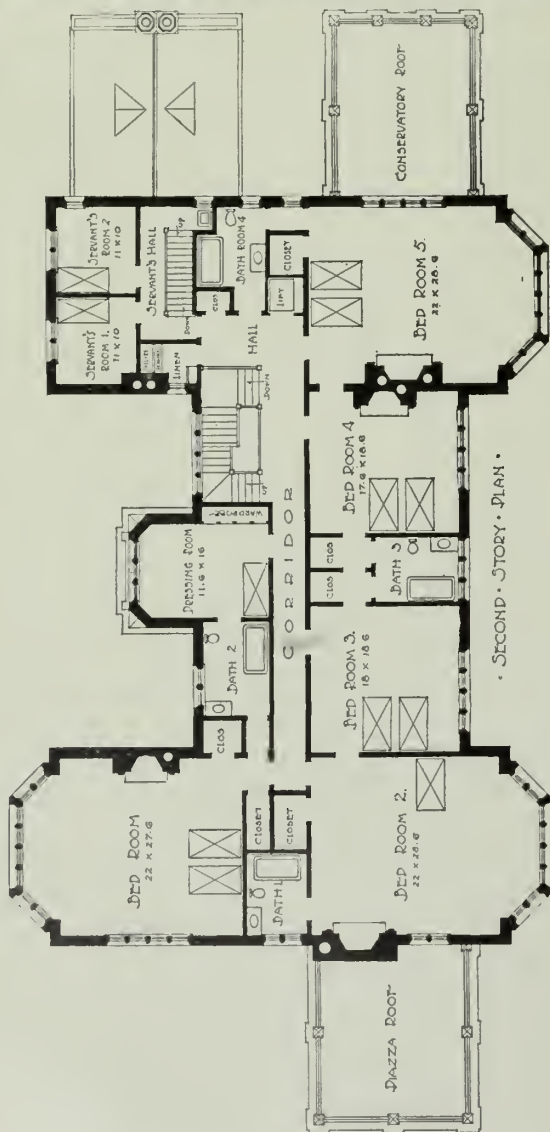 BED ROOM
22 X 27.6
CLOS
BATH 2
DRESSING ROOM
11.6 X 16
WARDROBE
UP
DOWN
LINEN
SERVANT'S
ROOM 1.
11 X 10
SERVANT'S
ROOM 2
11 X 10
SERVANT'S HALL
UP
DOWN
CLOS
BATH ROOM 4
HALL
LIFT
CLOSET
CORRIDOR
CLOSET
CLOSET
BATH 1
BED ROOM 2.
22 X 28.6
BED ROOM 3.
18 X 18 6
CLOS
CLOS
BATH 3
BED ROOM 4
17.6 X 18.6
BED ROOM 5.
22 X 28.6
PIAZZA ROOF
CONSERVATORY ROOF
· SECOND · STORY · PLAN ·